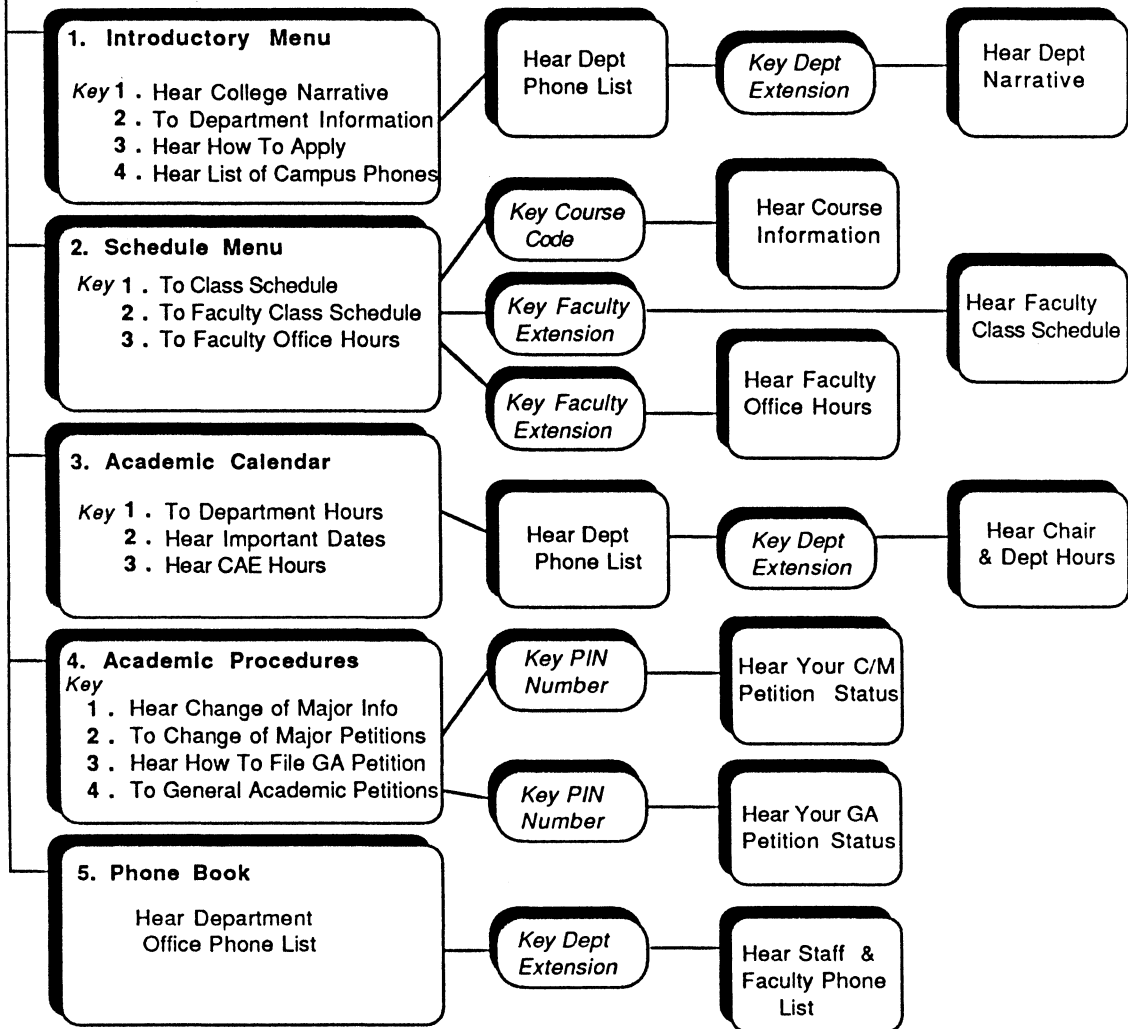 1. Introductory Menu
Key 1 . Hear College Narrative
2 . To Department Information
3 . Hear How To Apply
4 . Hear List of Campus Phones
Hear Dept
Phone List
Key Dept
Extension
Hear Dept
Narrative
2. Schedule Menu
Key 1 . To Class Schedule
2 . To Faculty Class Schedule
3 . To Faculty Office Hours
Key Course
Code
Hear Course
Information
Key Faculty
Extension
Hear Faculty
Class Schedule
Key Faculty
Extension
Hear Faculty
Office Hours
3. Academic Calendar
Key 1 . To Department Hours
2 . Hear Important Dates
3 . Hear CAE Hours
Hear Dept
Phone List
Key Dept
Extension
Hear Chair
& Dept Hours
4. Academic Procedures
Key
1 . Hear Change of Major Info
2 . To Change of Major Petitions
3 . Hear How To File GA Petition
4 . To General Academic Petitions
Key PIN
Number
Hear Your C/M
Petition Status
Key PIN
Number
Hear Your GA
Petition Status
5. Phone Book
Hear Department
Office Phone List
Key Dept
Extension
Hear Staff &
Faculty Phone
List